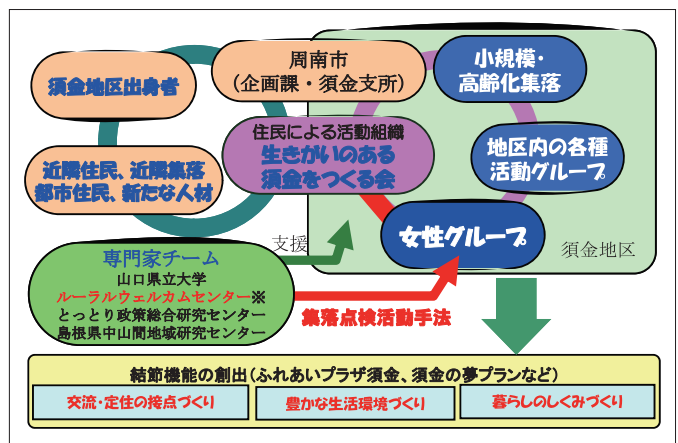 周南市
(企画課・須金支所)
小規模・
高齢化集落
須金地区出身者
住民による活動組織
生きがいのある
須金をつくる会
地区内の各種
活動グループ
近隣住民、近隣集落
都市住民、新たな人材
女性グループ
須金地区
支援
専門家チーム
山口県立大学
ルーラルウェルカムセンター※
とっとり政策総合研究センター
島根県中山間地域研究センター
集落点検活動手法
結節機能の創出(ふれあいプラザ須金、須金の夢プランなど)
交流・定住の接点づくり
豊かな生活環境づくり
暮らしのしくみづくり